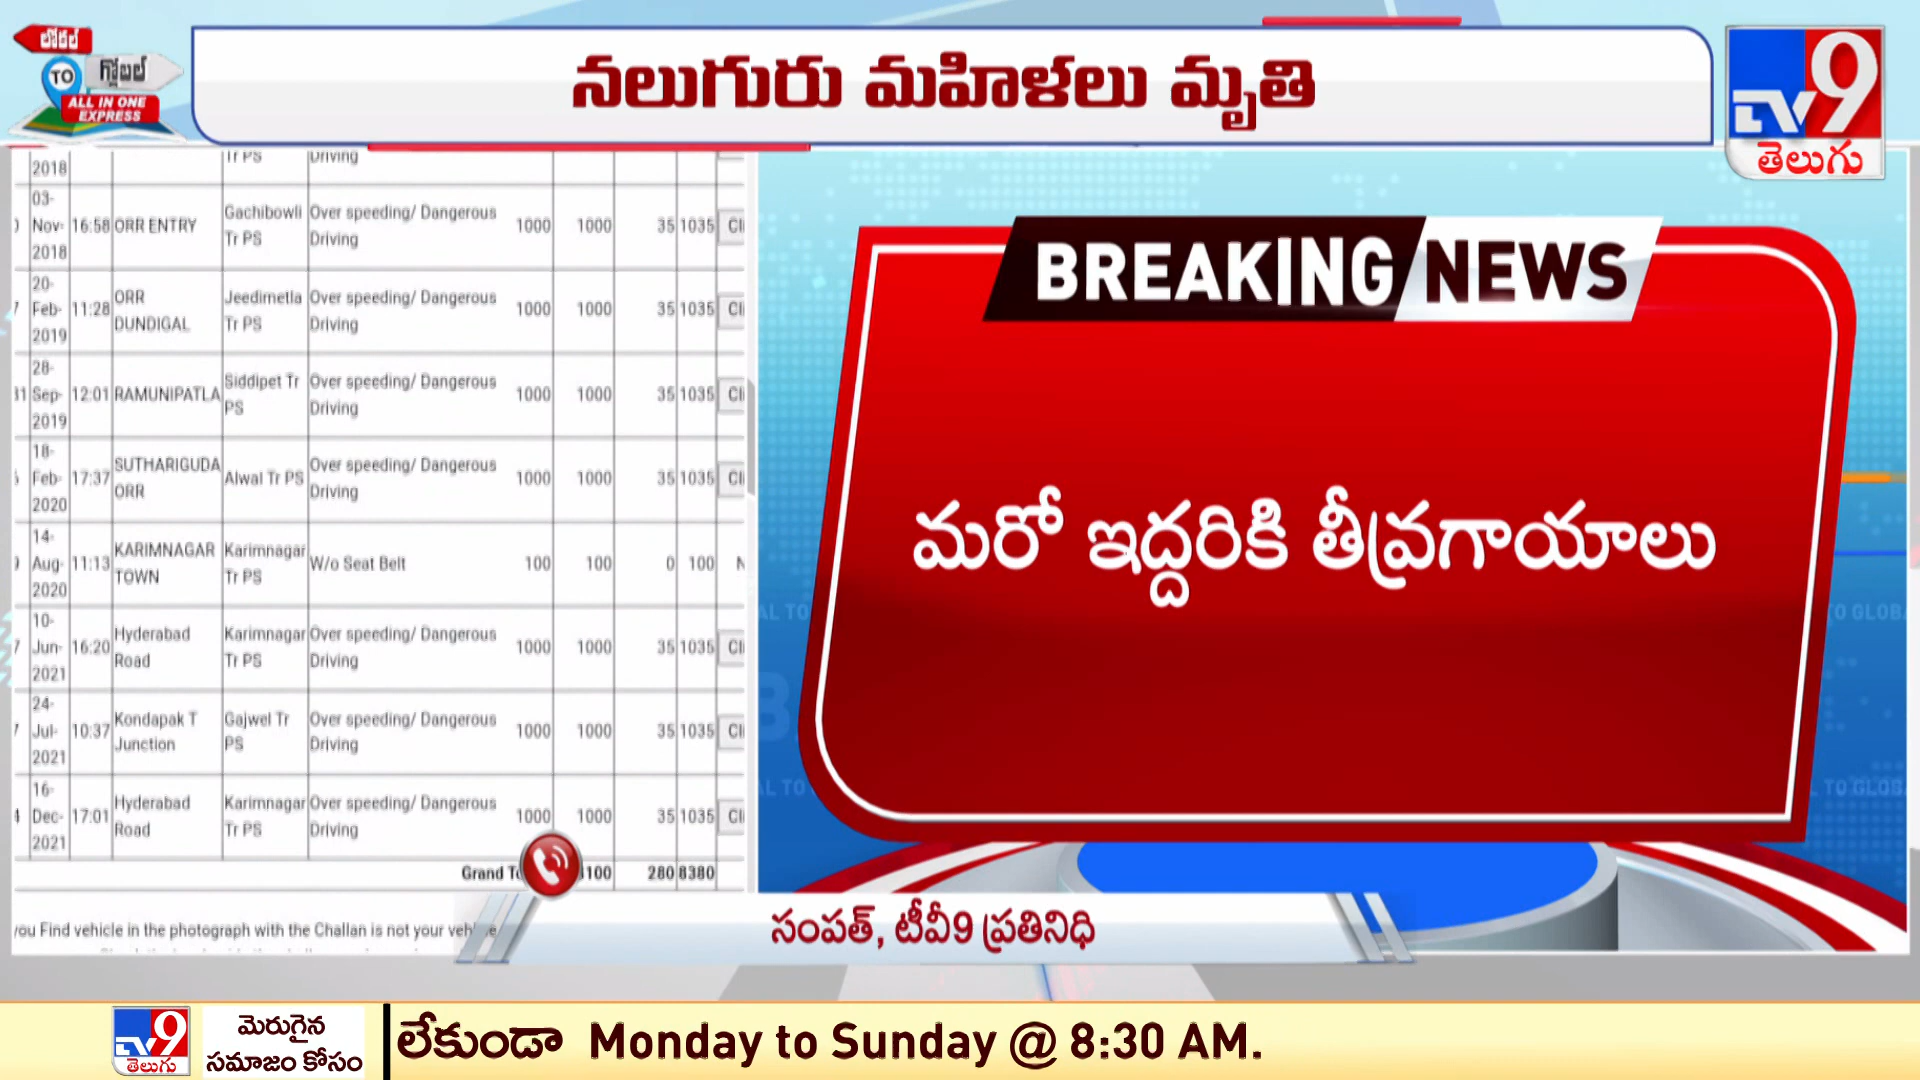 లోకల్
TO
గ్లోబల్
ALL IN ONE
EXPRESS
నలుగురు మహిళలు మృతి
TV9
తెలుగు
2018 Tr PS Driving
03-Nov-2018 16:58 ORR ENTRY Gachibowli Tr PS Over speeding/ Dangerous Driving 1000 1000 35 1035
20-Feb-2019 11:28 ORR DUNDIGAL Jeedimetla Tr PS Over speeding/ Dangerous Driving 1000 1000 35 1035
28-Sep-2019 12:01 RAMUNIPATLA Siddipet Tr PS Over speeding/ Dangerous Driving 1000 1000 35 1035
18-Feb-2020 17:37 SUTHARIGUDA ORR Alwal Tr PS Over speeding/ Dangerous Driving 1000 1000 35 1035
14-Aug-2020 11:13 KARIMNAGAR TOWN Karimnagar Tr PS W/o Seat Belt 100 100 0 100 N
10-Jun-2021 16:20 Hyderabad Road Karimnagar Tr PS Over speeding/ Dangerous Driving 1000 1000 35 1035
24-Jul-2021 10:37 Kondapak T Junction Gajwel Tr PS Over speeding/ Dangerous Driving 1000 1000 35 1035
16-Dec-2021 17:01 Hyderabad Road Karimnagar Tr PS Over speeding/ Dangerous Driving 1000 1000 35 1035
Grand 280 8380
you Find vehicle in the photograph with the Challan is not your
BREAKING NEWS
మరో ఇద్దరికి తీవ్రగాయాలు
సంపత్, టీవీ9 ప్రతినిధి
TV9
తెలుగు
మెరుగైన
సమాజం కోసం
లేకుండా Monday to Sunday @ 8:30 AM.